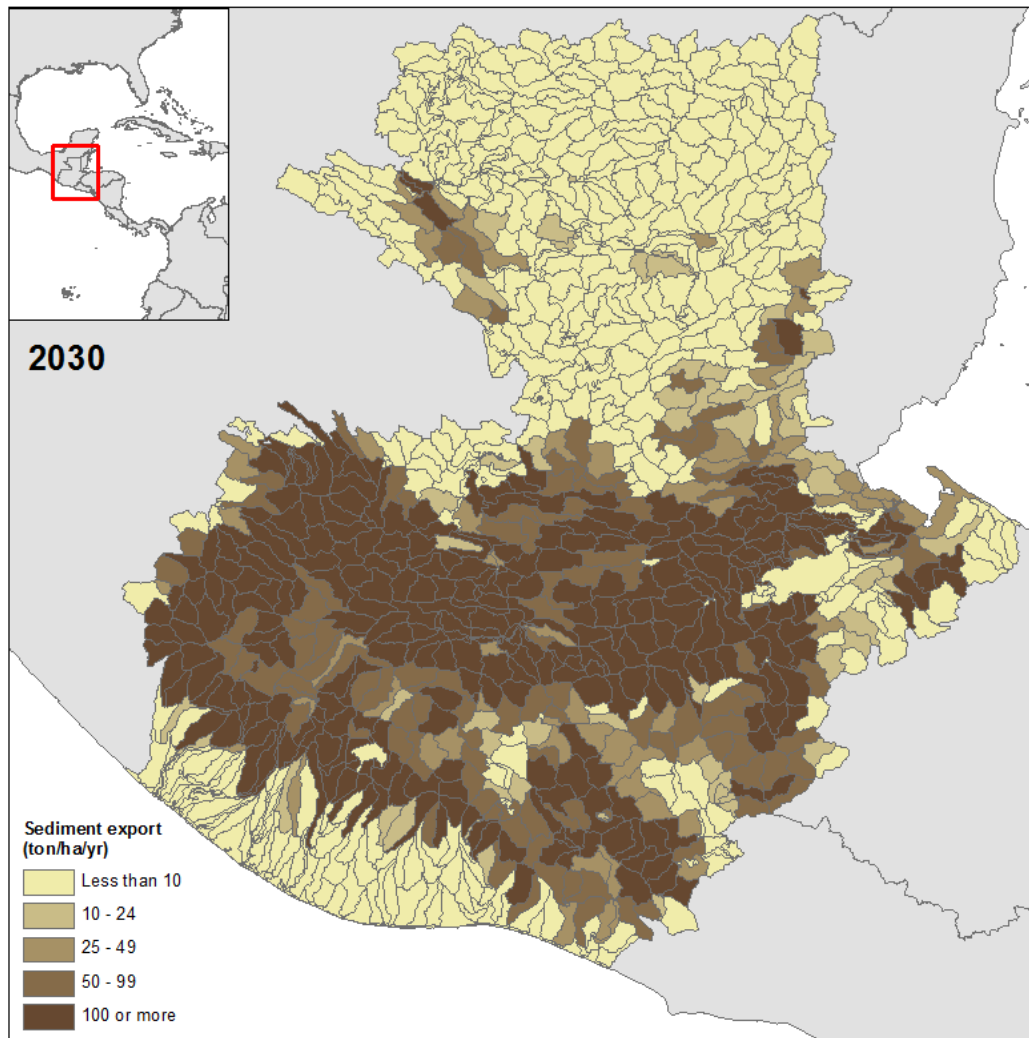 2030
Sediment export
(ton/ha/yr)
Less than 10
10 - 24
25 - 49
50 - 99
100 or more